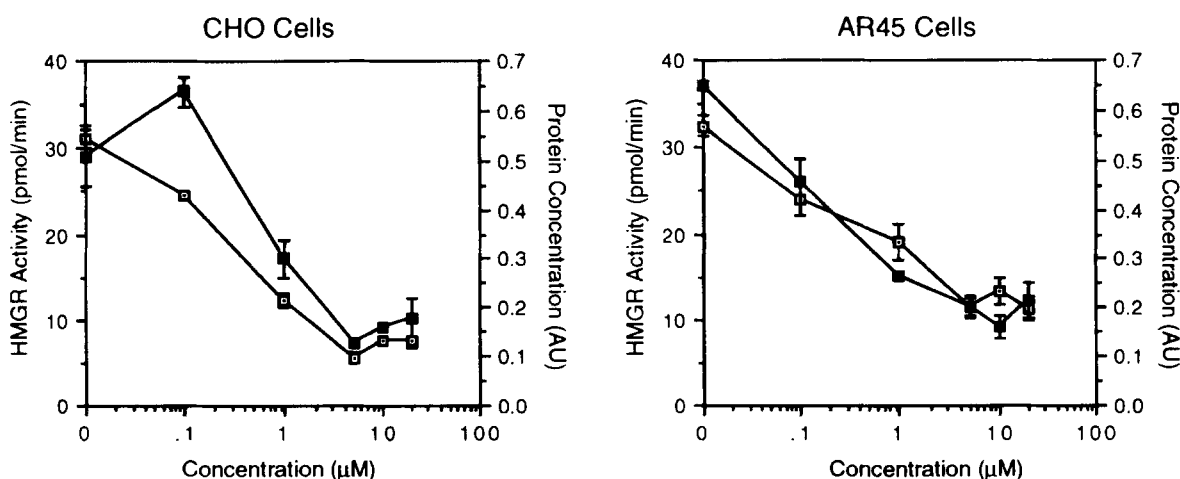 CHO Cells
HMGR Activity (pmol/min)
40
30
20
10
0
0.7
0.6
0.5
0.4
0.3
0.2
0.1
0.0
Protein Concentration (AU)
0 .1 1 10 100
Concentration (µM)
AR45 Cells
HMGR Activity (pmol/min)
40
30
20
10
0
0.7
0.6
0.5
0.4
0.3
0.2
0.1
0.0
Protein Concentration (AU)
0 .1 1 10 100
Concentration (µM)